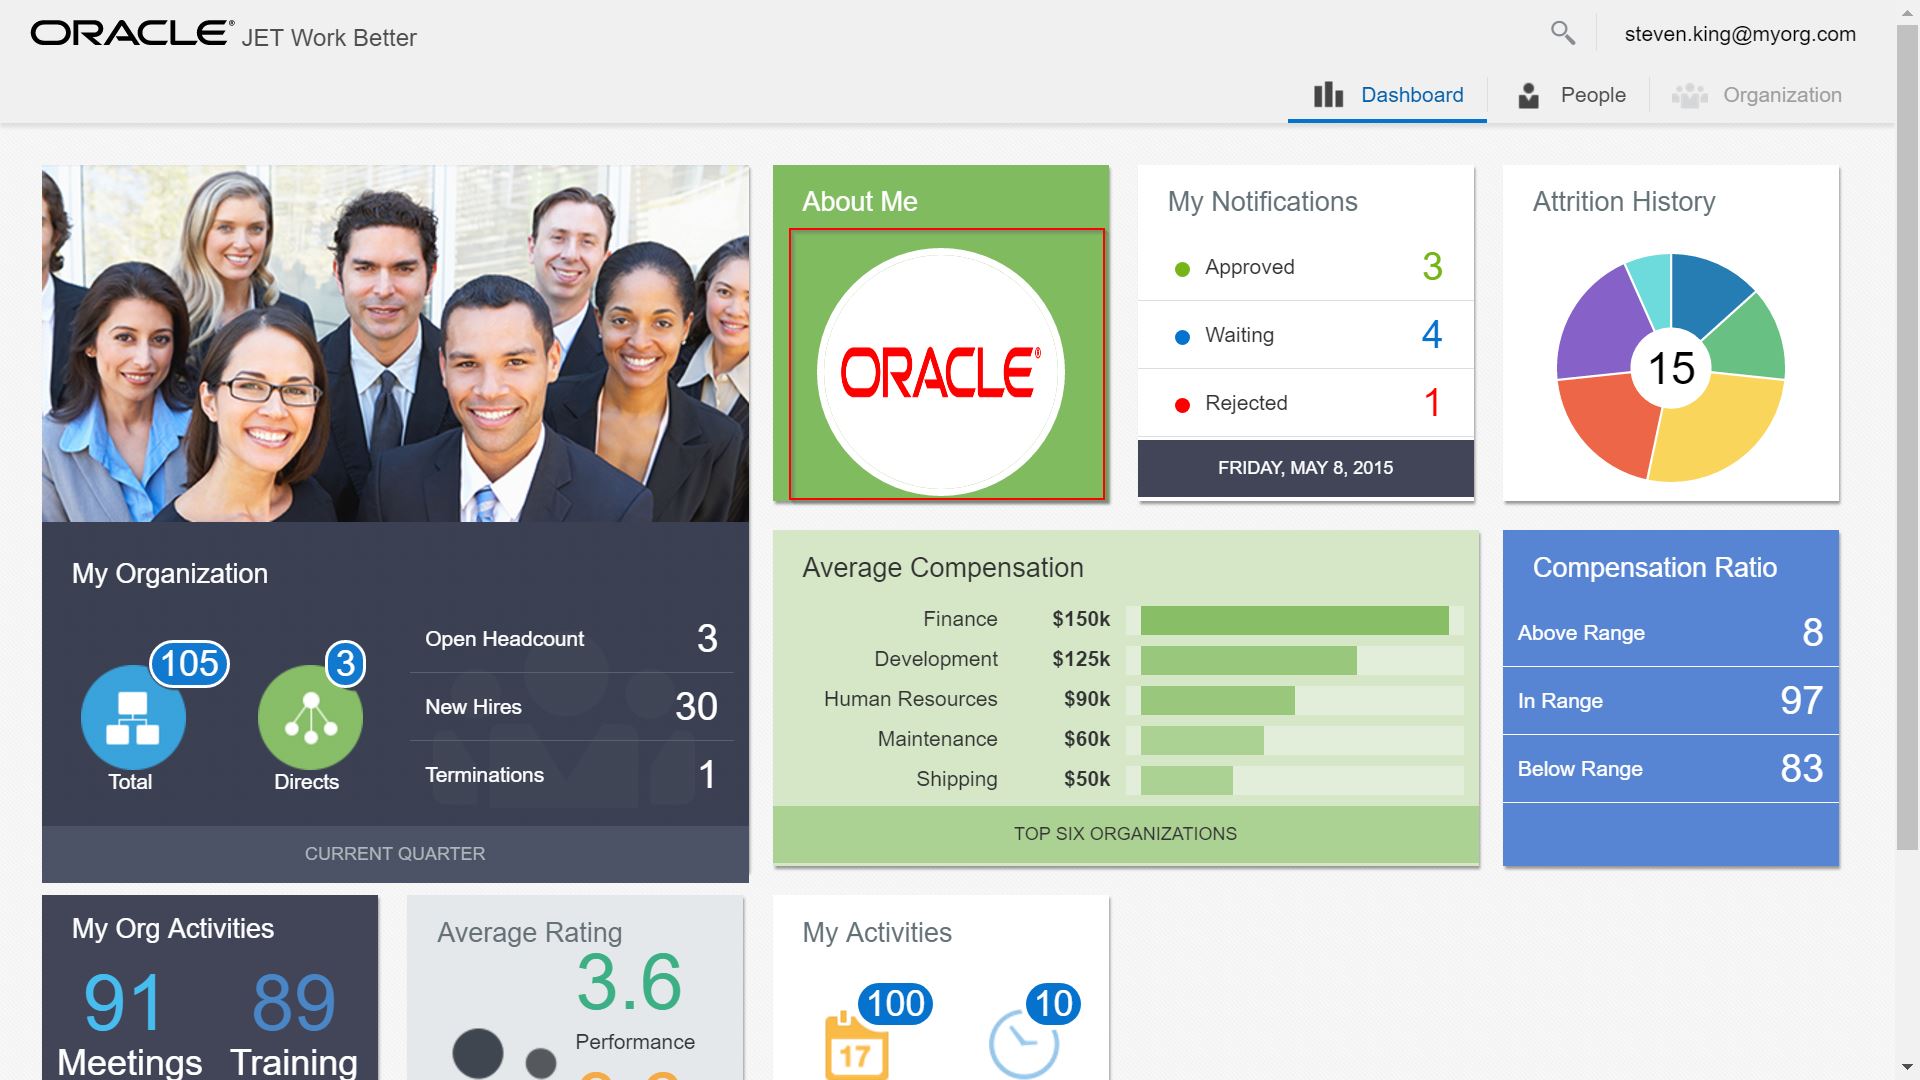 ORACLE® JET Work Better
steven.king@myorg.com
Dashboard
People
Organization
About Me
ORACLE®
My Notifications
Approved 3
Waiting 4
Rejected 1
FRIDAY, MAY 8, 2015
Attrition History
15
My Organization
105
Total
3
Directs
Open Headcount 3
New Hires 30
Terminations 1
CURRENT QUARTER
Average Compensation
Finance $150k
Development $125k
Human Resources $90k
Maintenance $60k
Shipping $50k
TOP SIX ORGANIZATIONS
Compensation Ratio
Above Range 8
In Range 97
Below Range 83
My Org Activities
91 89
Meetings Training
Average Rating
3.6
Performance
My Activities
100
17
10